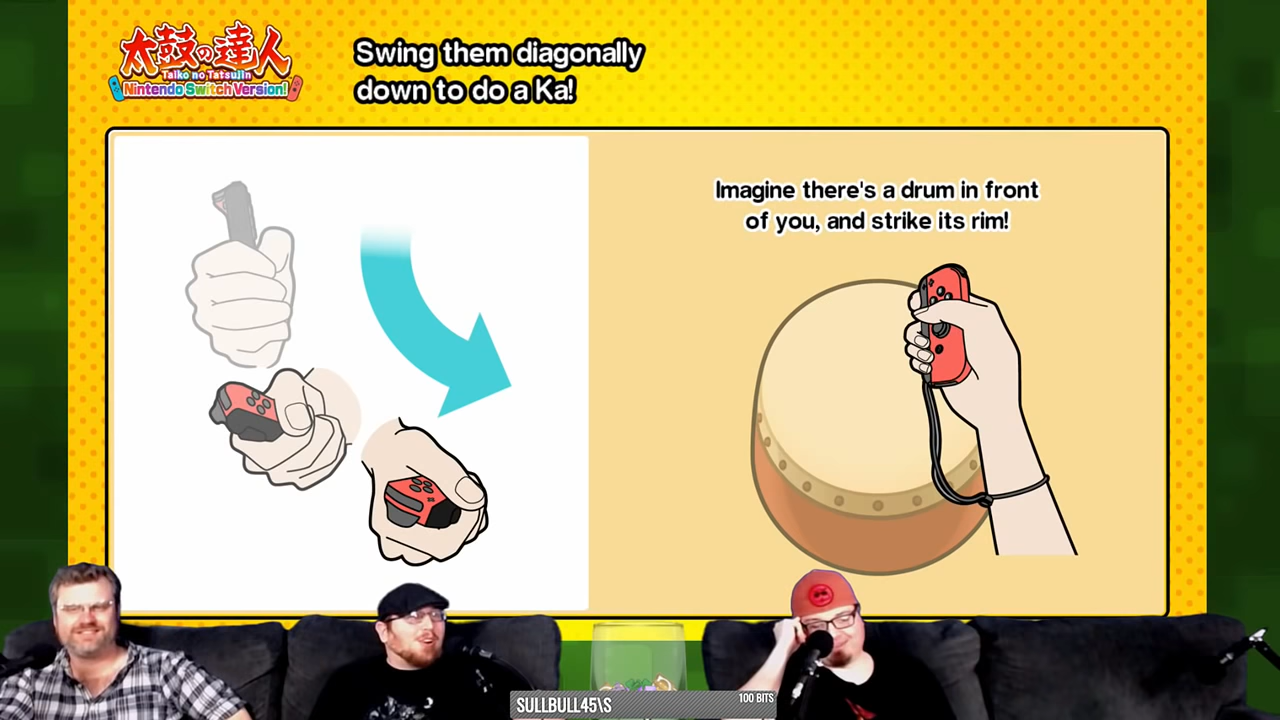 太鼓の達人
Taiko no Tatsujin
Nintendo Switch Version!
Swing them diagonally
down to do a Ka!
Imagine there's a drum in front
of you, and strike its rim!
SULLBULL45\S
100 BITS